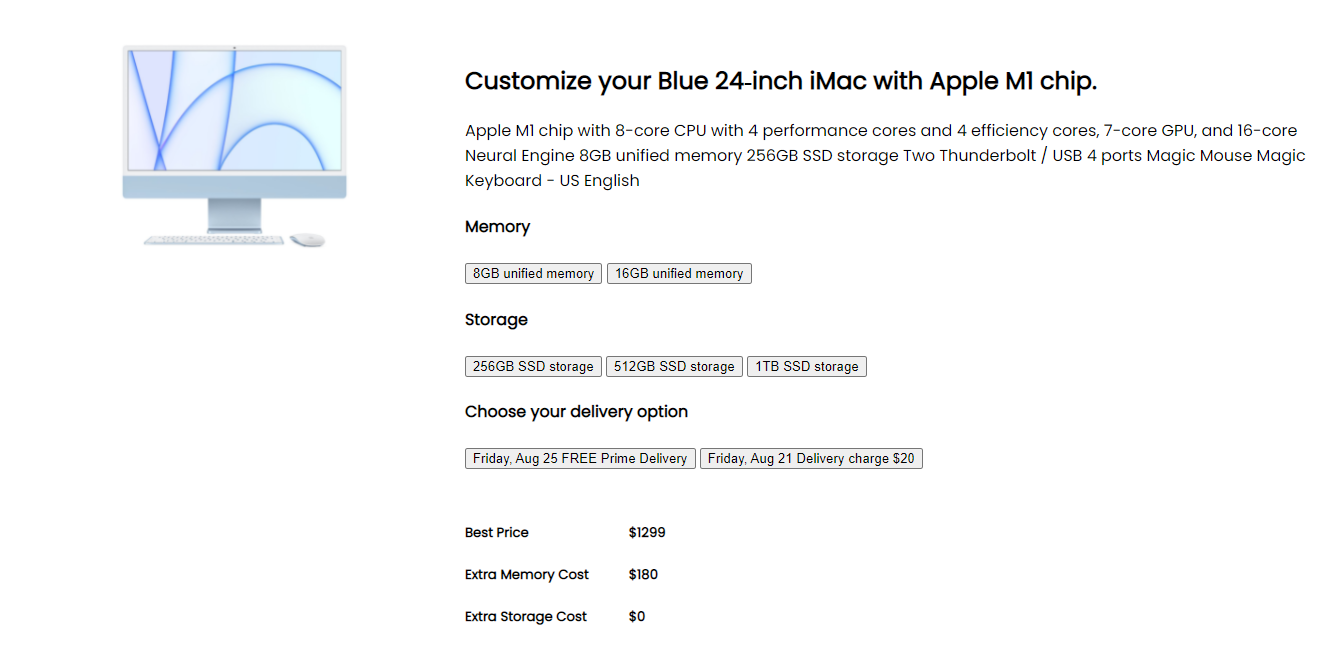 Customize your Blue 24-inch iMac with Apple M1 chip.
Apple M1 chip with 8-core CPU with 4 performance cores and 4 efficiency cores, 7-core GPU, and 16-core
Neural Engine 8GB unified memory 256GB SSD storage Two Thunderbolt / USB 4 ports Magic Mouse Magic
Keyboard - US English
Memory
8GB unified memory 16GB unified memory
Storage
256GB SSD storage 512GB SSD storage 1TB SSD storage
Choose your delivery option
Friday, Aug 25 FREE Prime Delivery Friday, Aug 21 Delivery charge $20
Best Price $1299
Extra Memory Cost $180
Extra Storage Cost $0